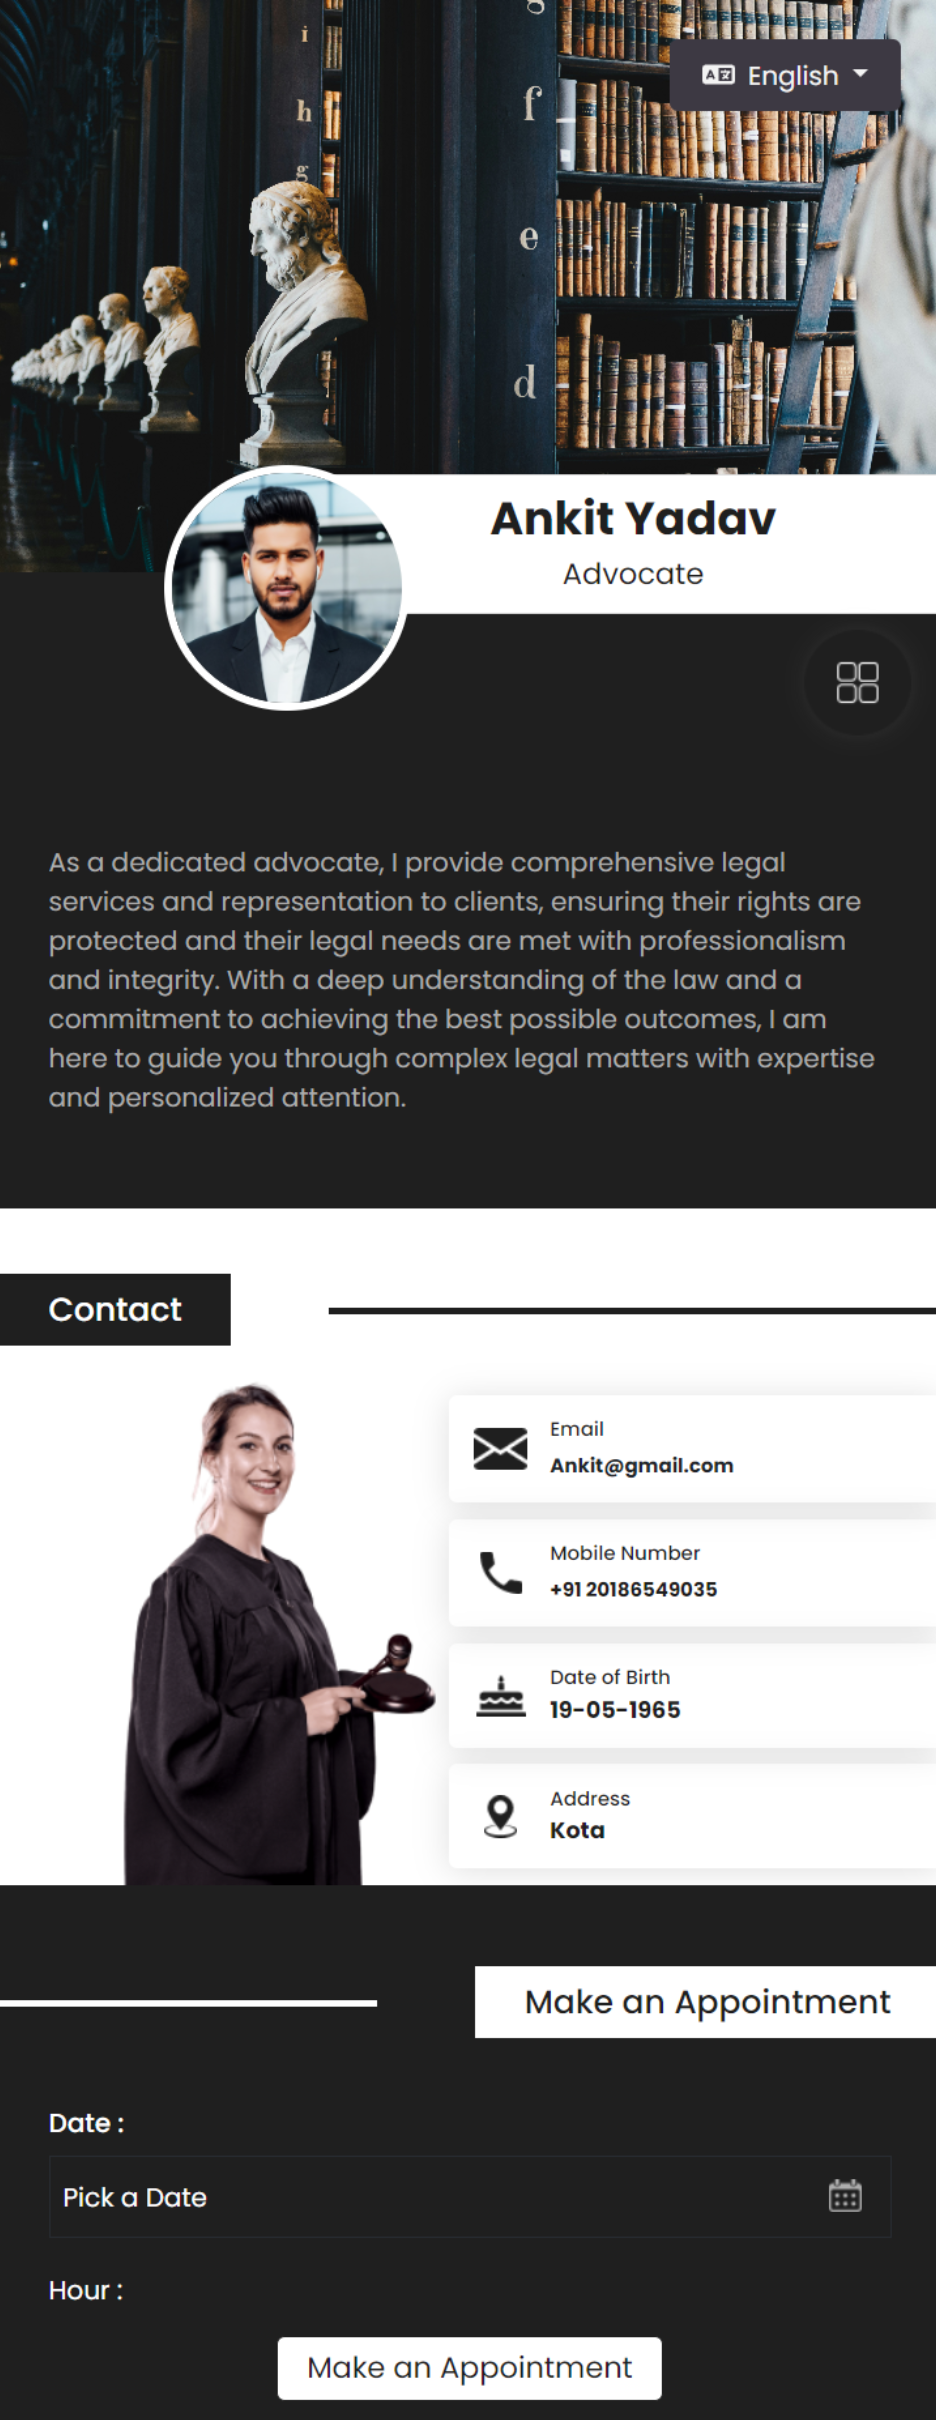 g
i
f
h
g
e
d
English
Ankit Yadav
Advocate
As a dedicated advocate, I provide comprehensive legal
services and representation to clients, ensuring their rights are
protected and their legal needs are met with professionalism
and integrity. With a deep understanding of the law and a
commitment to achieving the best possible outcomes, I am
here to guide you through complex legal matters with expertise
and personalized attention.
Contact
Email
Ankit@gmail.com
Mobile Number
+91 20186549035
Date of Birth
19-05-1965
Address
Kota
Make an Appointment
Date :
Pick a Date
Hour :
Make an Appointment